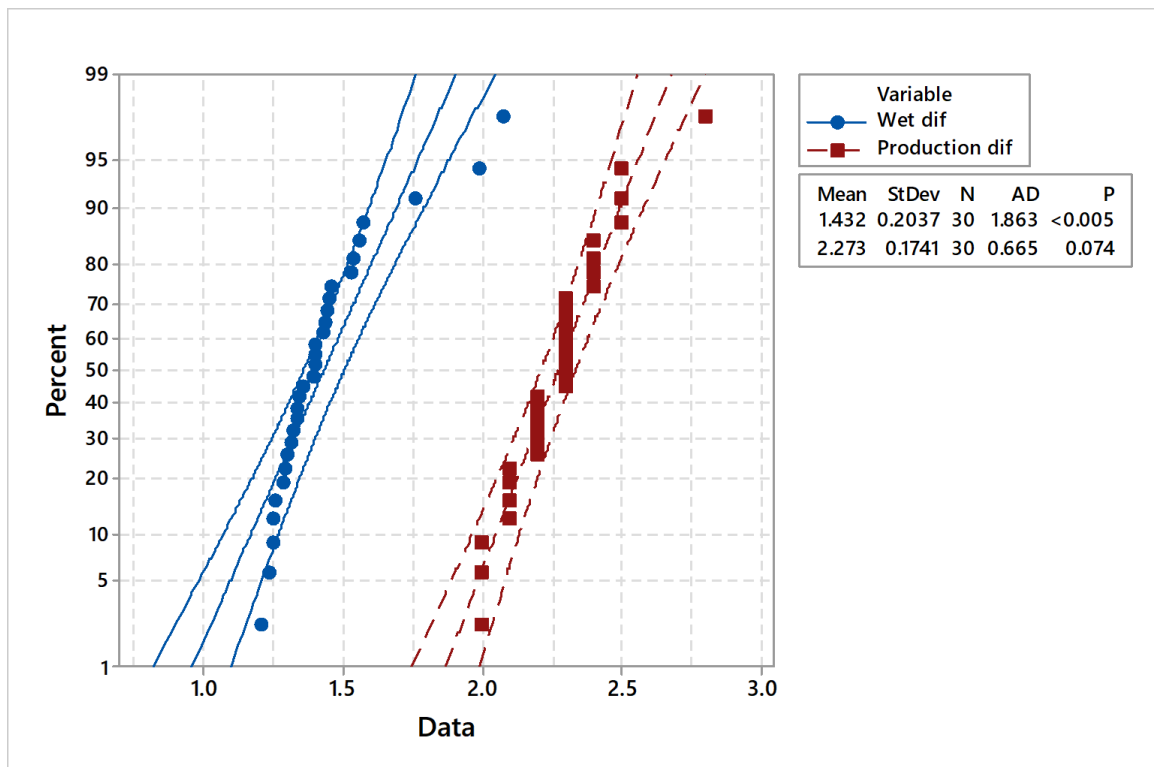 99
95
90
80
70
60
50
40
30
20
10
5
1
Percent
1.0 1.5 2.0 2.5 3.0
Data
Variable
Wet dif
Production dif
Mean StDev N AD P
1.432 0.2037 30 1.863 <0.005
2.273 0.1741 30 0.665 0.074